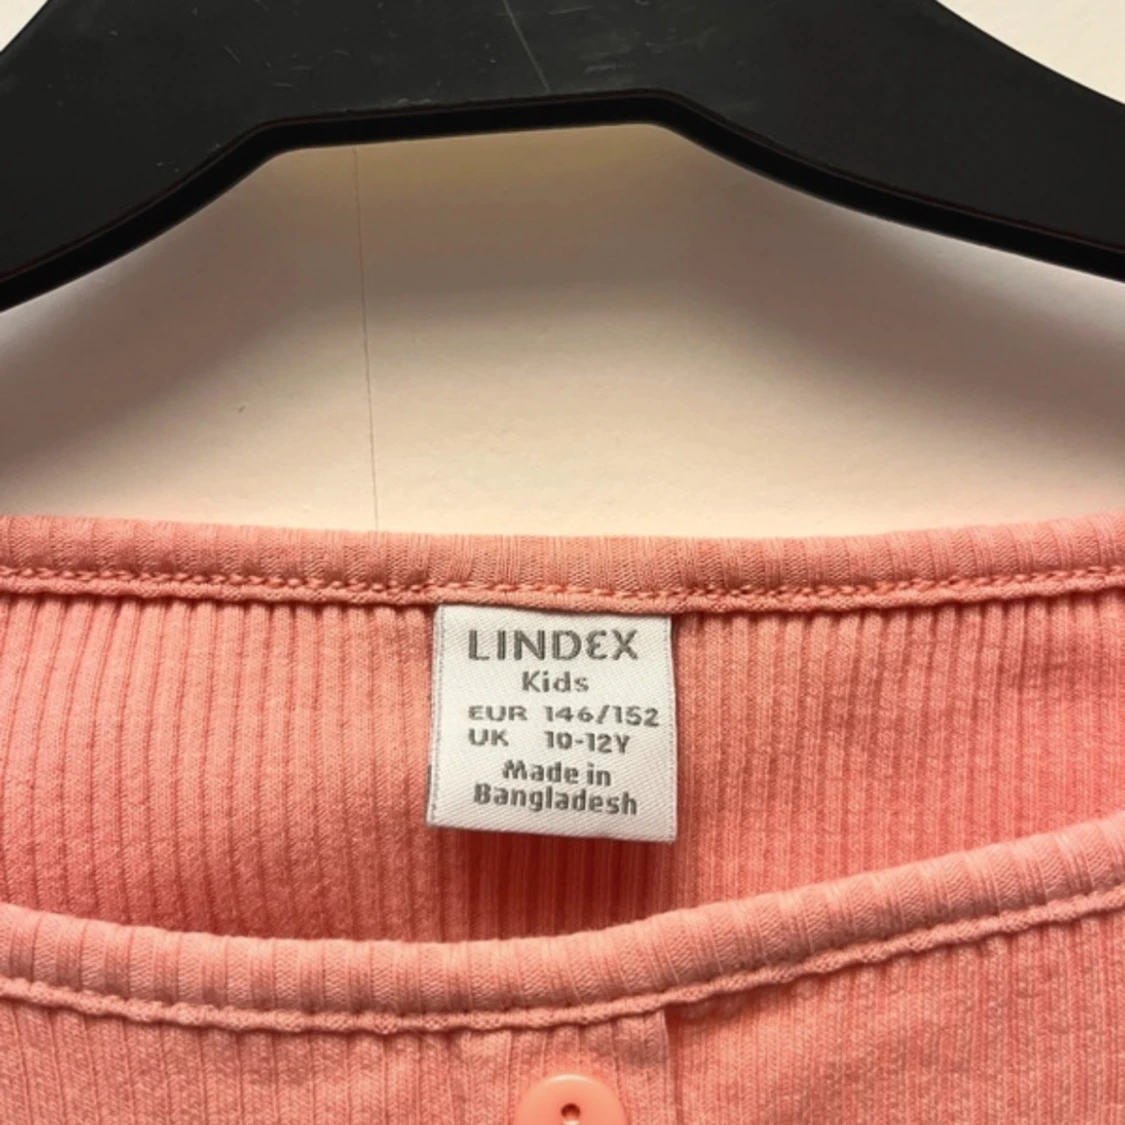 LINDEX
Kids
EUR 146/152
UK 10-12Y
Made in
Bangladesh